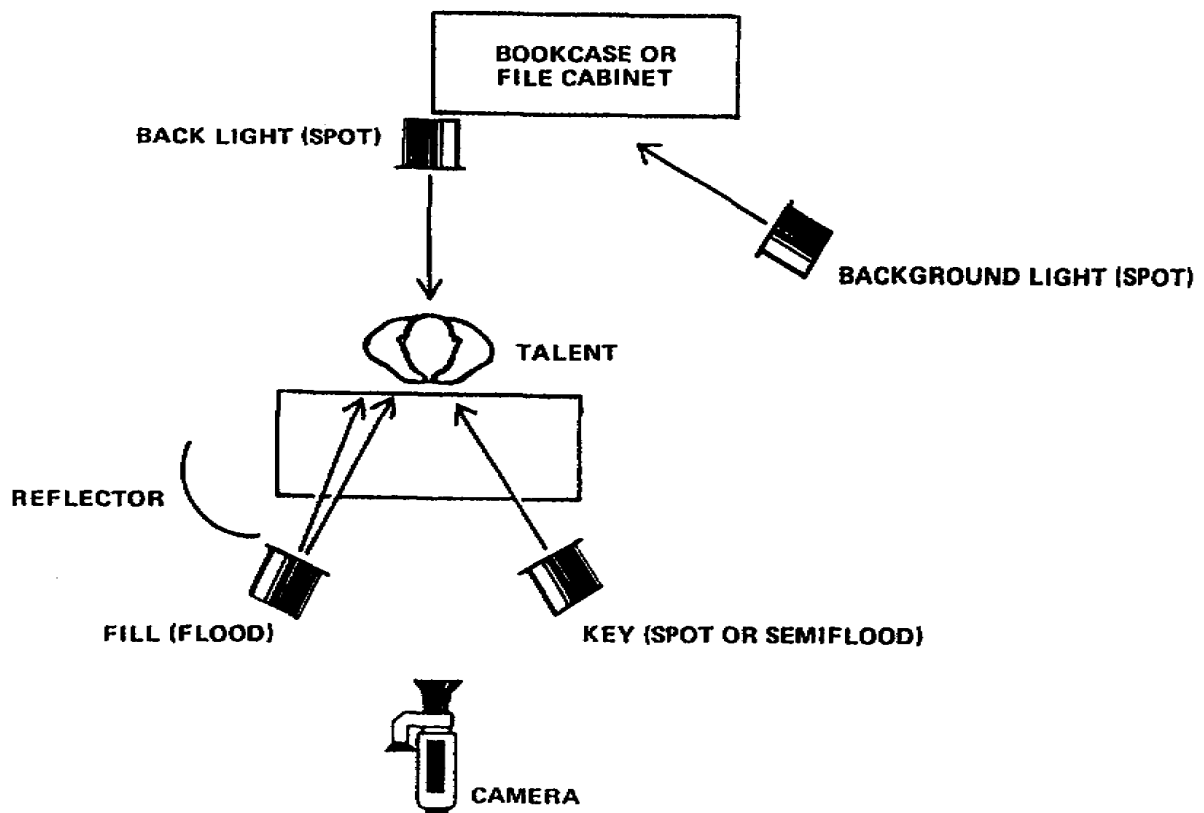 BOOKCASE OR
FILE CABINET
BACK LIGHT (SPOT)
BACKGROUND LIGHT (SPOT)
TALENT
REFLECTOR
FILL (FLOOD)
KEY (SPOT OR SEMIFLOOD)
CAMERA